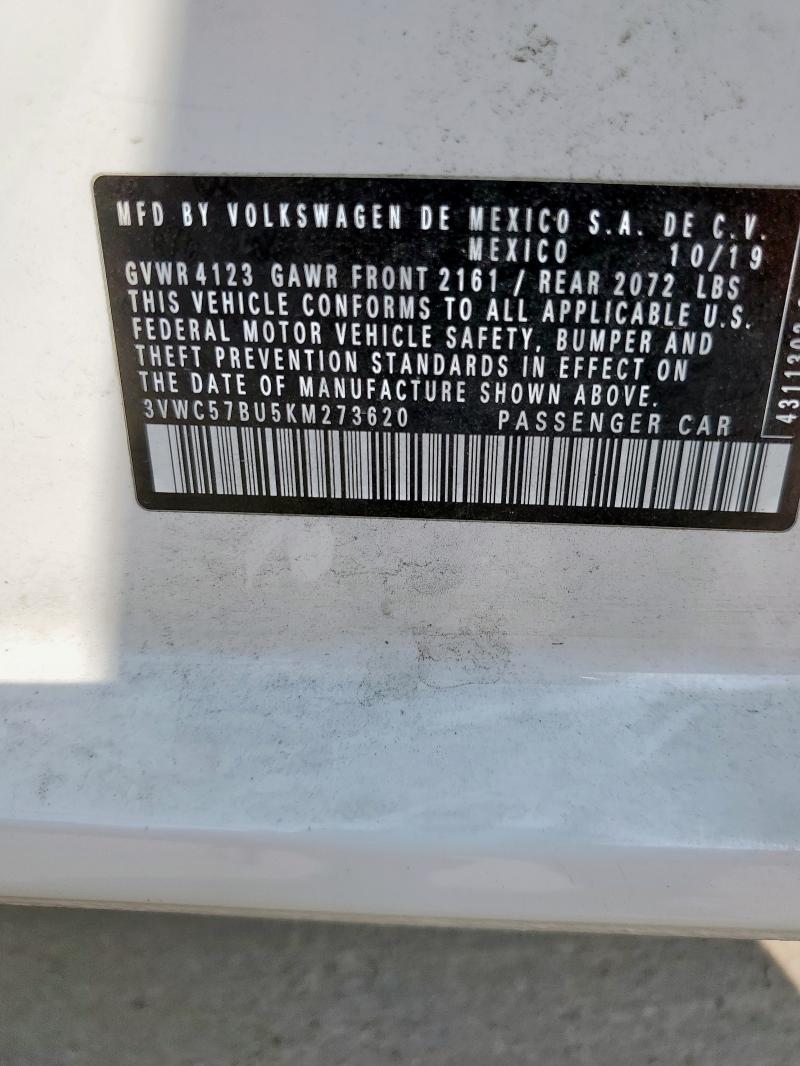 MFD BY VOLKSWAGEN DE MEXICO S.A. DE C.V.
MEXICO 10/19
GVWR 4123 GAWR FRONT 2161 / REAR 2072 LBS
THIS VEHICLE CONFORMS TO ALL APPLICABLE U.S.
FEDERAL MOTOR VEHICLE SAFETY, BUMPER AND
THEFT PREVENTION STANDARDS IN EFFECT ON
THE DATE OF MANUFACTURE SHOWN ABOVE.
3VWC57BU5KM273620 PASSENGER CAR